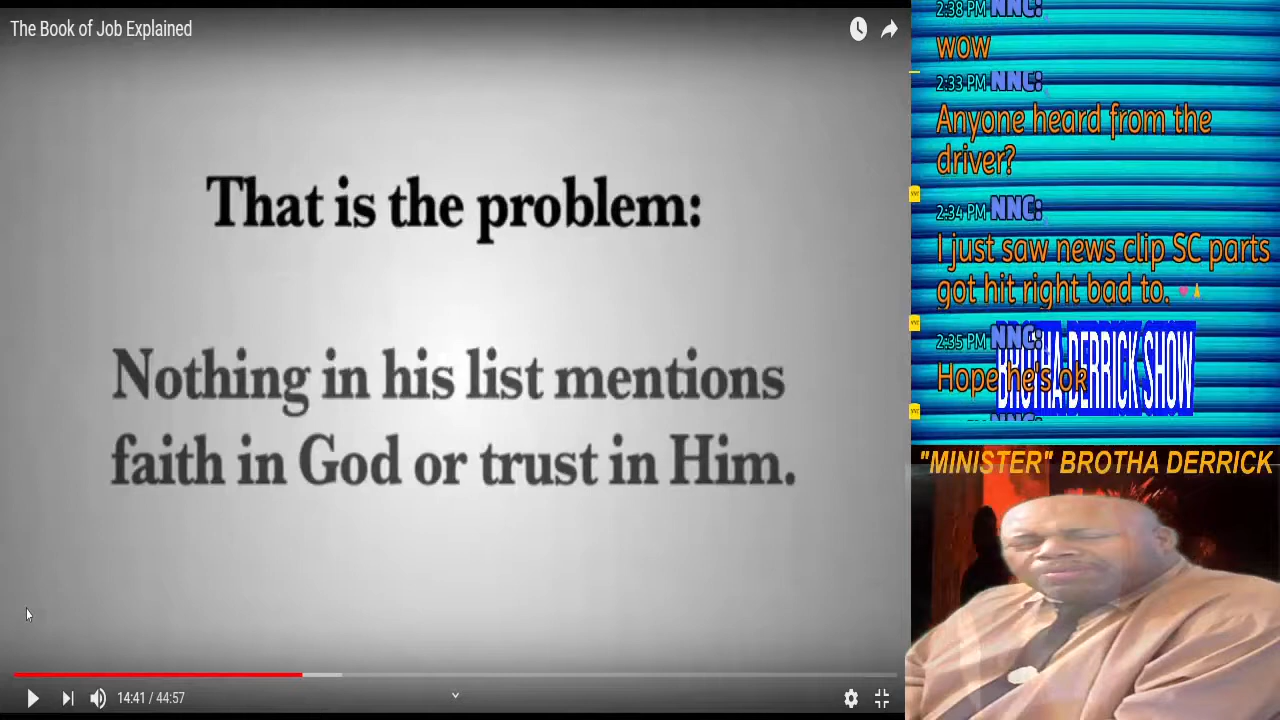 The Book of Job Explained
That is the problem:
Nothing in his list mentions
faith in God or trust in Him.
14:41 / 44:57
2:38 PM NNC:
wow
2:33 PM NNC:
Anyone heard from the
driver?
2:34 PM NNC:
I just saw news clip SC parts
got hit right bad to.
2:35 PM NNC:
Hope he's ok
BROTHA DERRICK SHOW
"MINISTER" BROTHA DERRICK